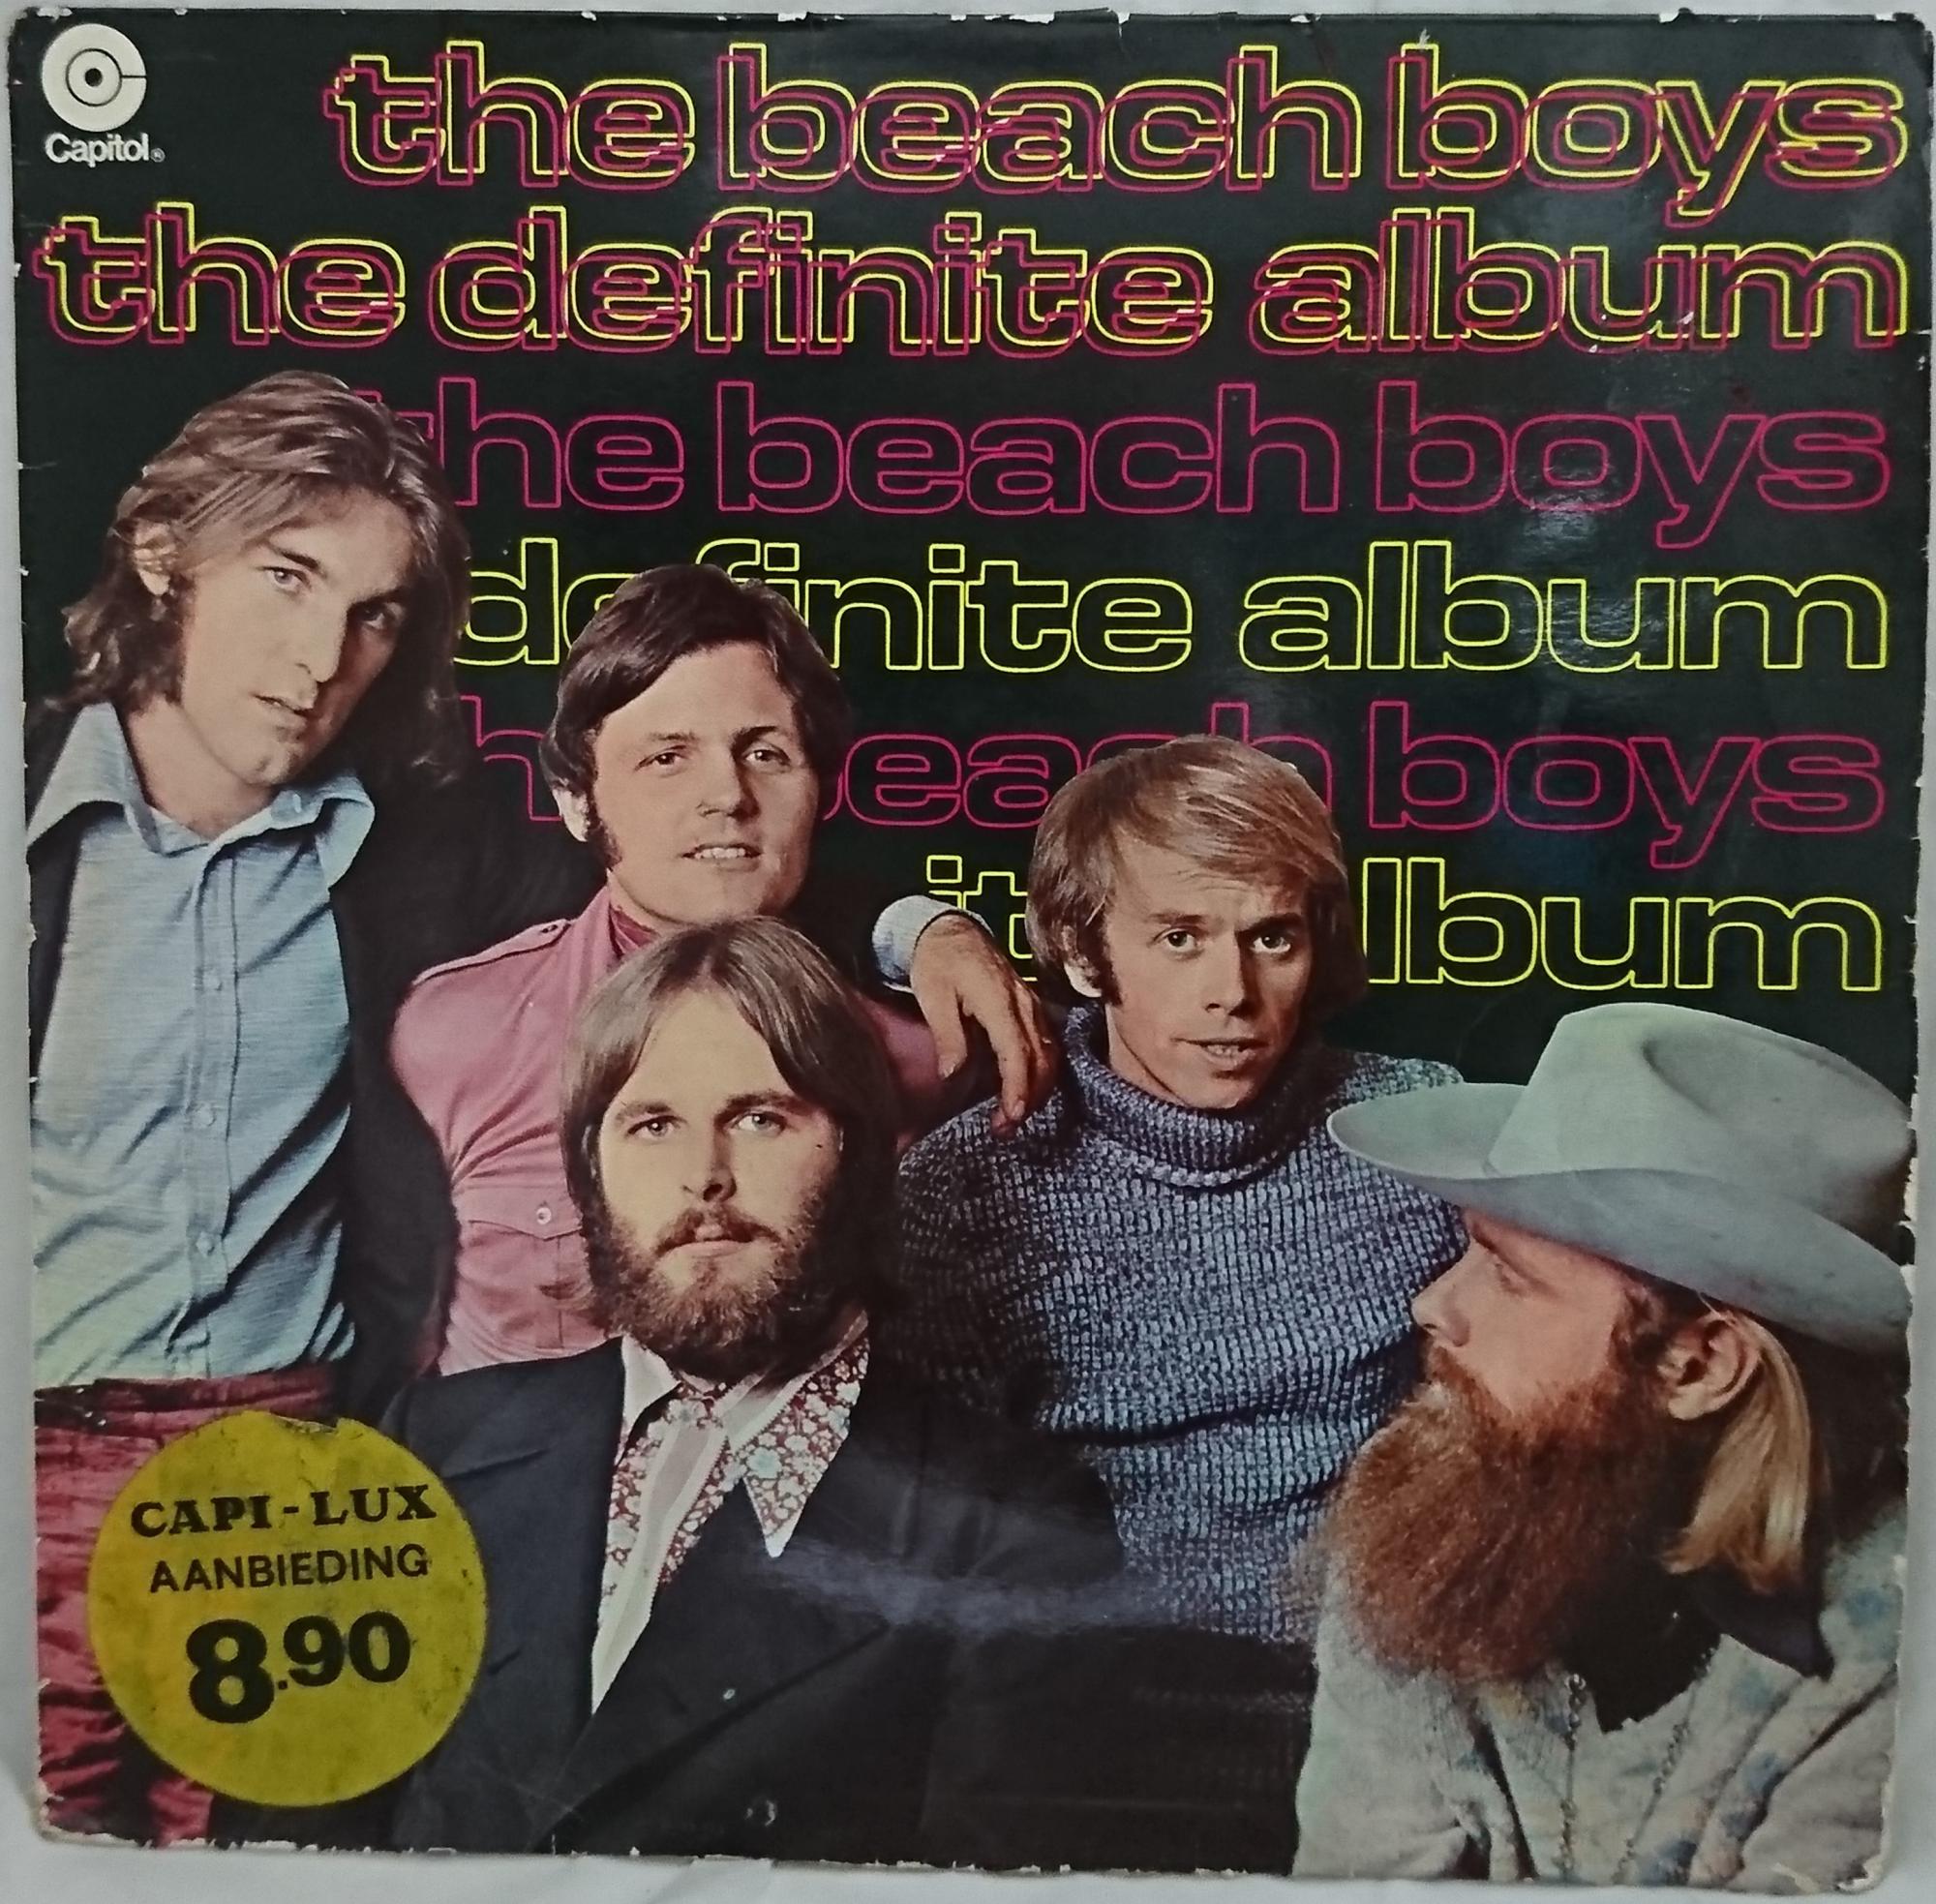 Capitol®
the beach boys
the definite album
the beach boys
definite album
beach boys
album
CAPI-LUX
AANBIEDING
8.90